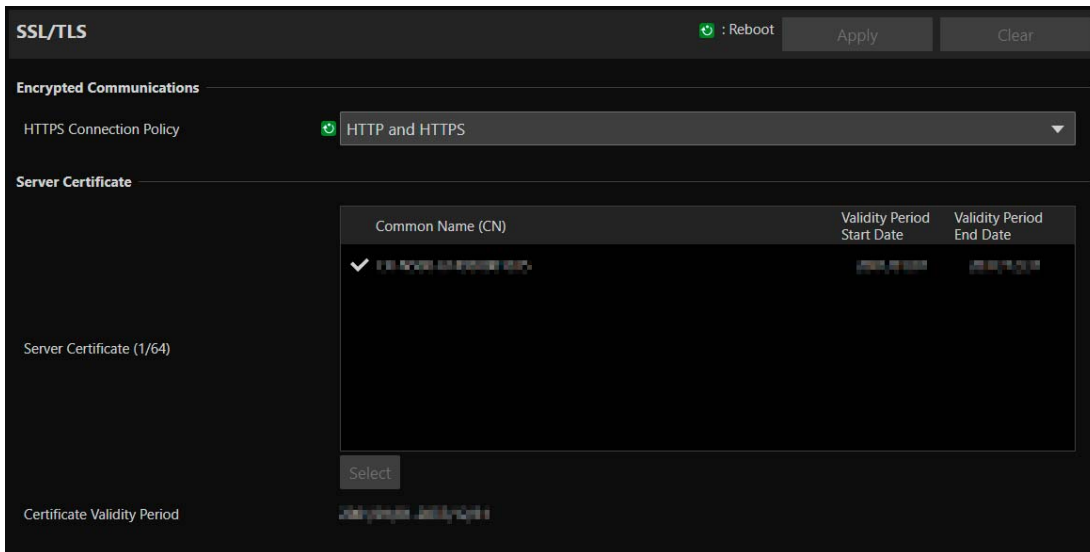 SSL/TLS
: Reboot
Apply
Clear
Encrypted Communications
HTTPS Connection Policy
HTTP and HTTPS
Server Certificate
Common Name (CN)
Validity Period
Start Date
Validity Period
End Date
Server Certificate (1/64)
Select
Certificate Validity Period